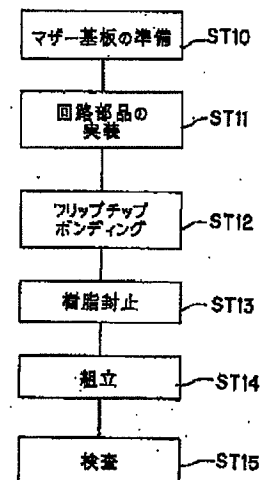 マザー基板の準備 ST10
回路部品の
実装 ST11
フリップチップ
ボンディング ST12
樹脂封止 ST13
組立 ST14
検査 ST15